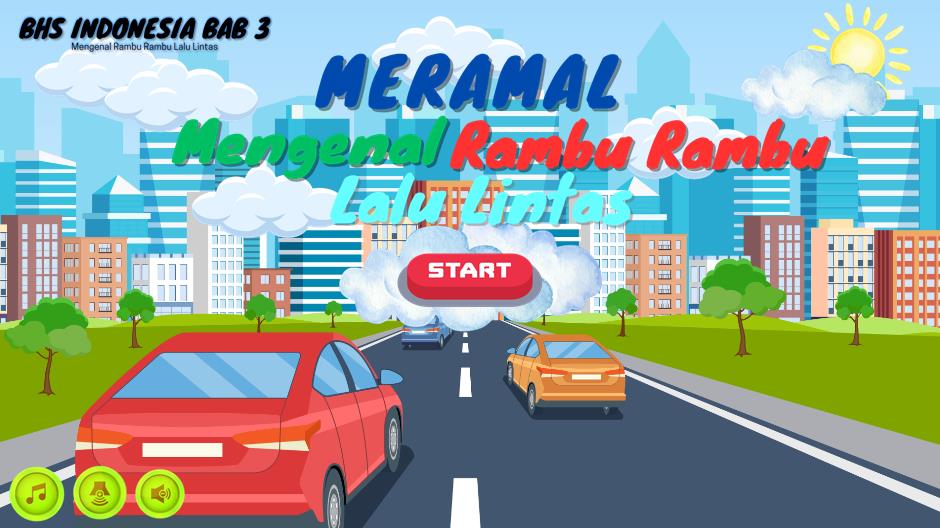 BHS INDONESIA BAB 3
Mengenal Rambu Rambu Lalu Lintas
MERAMAL
Mengenal Rambu Rambu
Lalu Lintas
START